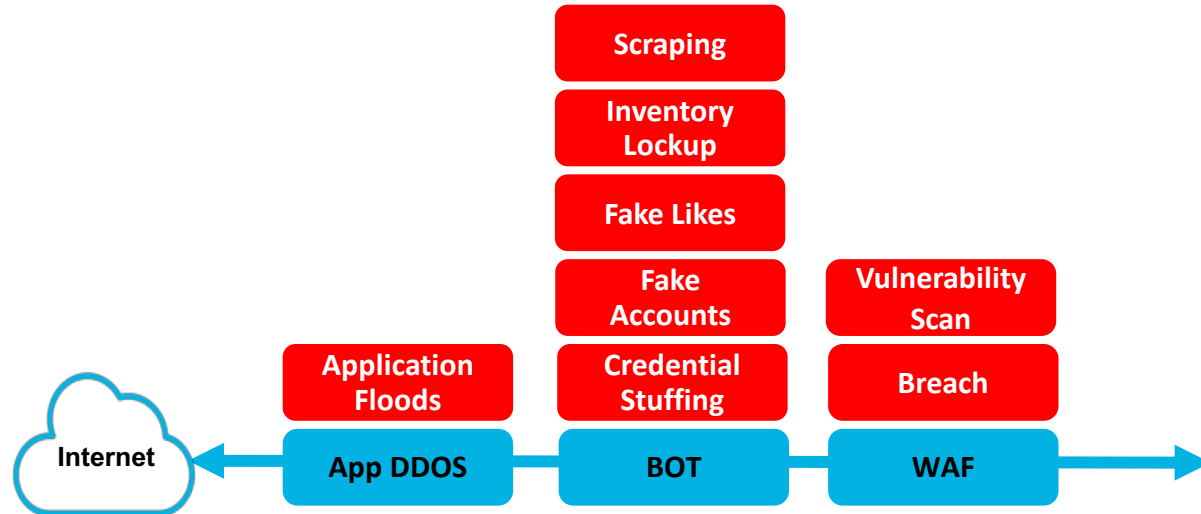 Scraping
Inventory
Lockup
Fake Likes
Fake
Accounts
Vulnerability
Scan
Application
Floods
Credential
Stuffing
Breach
Internet
App DDOS
BOT
WAF